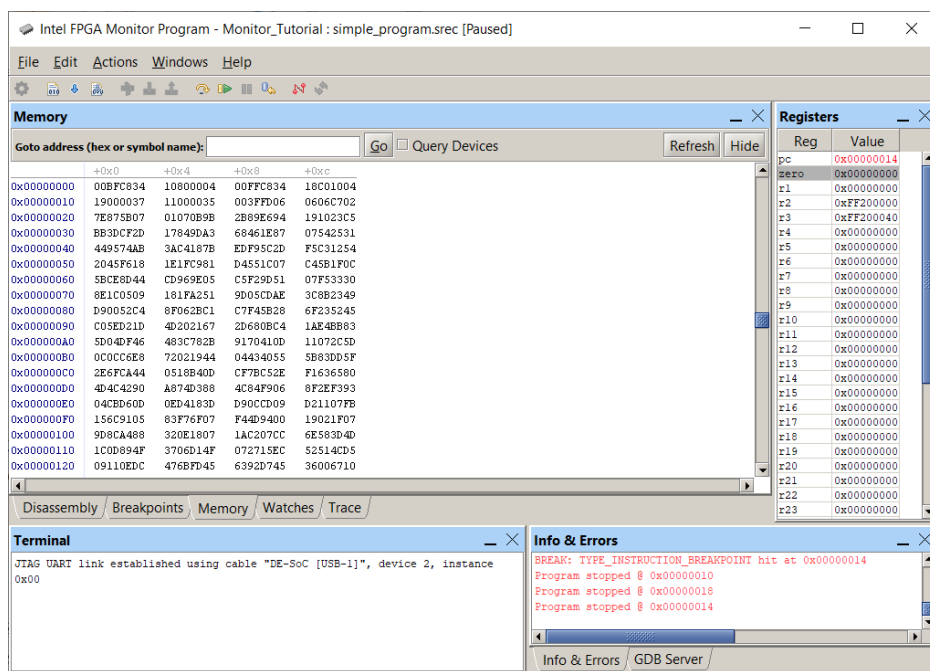 Intel FPGA Monitor Program - Monitor_Tutorial : simple_program.srec [Paused]
File Edit Actions Windows Help
Memory
Goto address (hex or symbol name): Go Query Devices Refresh Hide
+0x0 +0x4 +0x8 +0xc
0x00000000 00BFC834 10800004 00FFC834 18C01004
0x00000010 19000037 11000035 003FFD06 0606C702
0x00000020 7E875B07 01070B9B 2B89E694 191023C5
0x00000030 BB3DCF2D 17849DA3 68461E87 07542531
0x00000040 449574AB 3AC4187B EDF95C2D F5C31254
0x00000050 2045F618 1E1FC981 D4551C07 C45B1F0C
0x00000060 5BCE8D44 CD969E05 C5F29D51 07F53330
0x00000070 8E1C0509 181FA251 9D05CDAE 3C8B2349
0x00000080 D90052C4 8F062BC1 C7F45B28 6F235245
0x00000090 C05ED21D 4D202167 2D680BC4 1AE4BB83
0x000000A0 5D04DF46 483C782B 9170410D 11072C5D
0x000000B0 0C0CC6E8 72021944 04434055 5B83DD5F
0x000000C0 2E6FCA44 0518B40D CF7BC52E F1636580
0x000000D0 4D4C4290 A874D388 4C84F906 8F2EF393
0x000000E0 04CBD60D 0ED4183D D90CCD09 D21107FB
0x000000F0 156C9105 83F76F07 F44D9400 19021F07
0x00000100 9D8CA488 320E1807 1AC207CC 6E583D4D
0x00000110 1C0D894F 3706D14F 072715EC 52514CD5
0x00000120 09110EDC 476BFD45 6392D745 36006710
Disassembly Breakpoints Memory Watches Trace
Registers
Reg Value
pc 0x00000014
zero 0x00000000
r1 0x00000000
r2 0xFF200000
r3 0xFF200040
r4 0x00000000
r5 0x00000000
r6 0x00000000
r7 0x00000000
r8 0x00000000
r9 0x00000000
r10 0x00000000
r11 0x00000000
r12 0x00000000
r13 0x00000000
r14 0x00000000
r15 0x00000000
r16 0x00000000
r17 0x00000000
r18 0x00000000
r19 0x00000000
r20 0x00000000
r21 0x00000000
r22 0x00000000
r23 0x00000000
Terminal
JTAG UART link established using cable "DE-SoC [USB-1]", device 2, instance
0x00
Info & Errors
BREAK: TYPE_INSTRUCTION_BREAKPOINT hit at 0x00000014
Program stopped @ 0x00000010
Program stopped @ 0x00000018
Program stopped @ 0x00000014
Info & Errors GDB Server